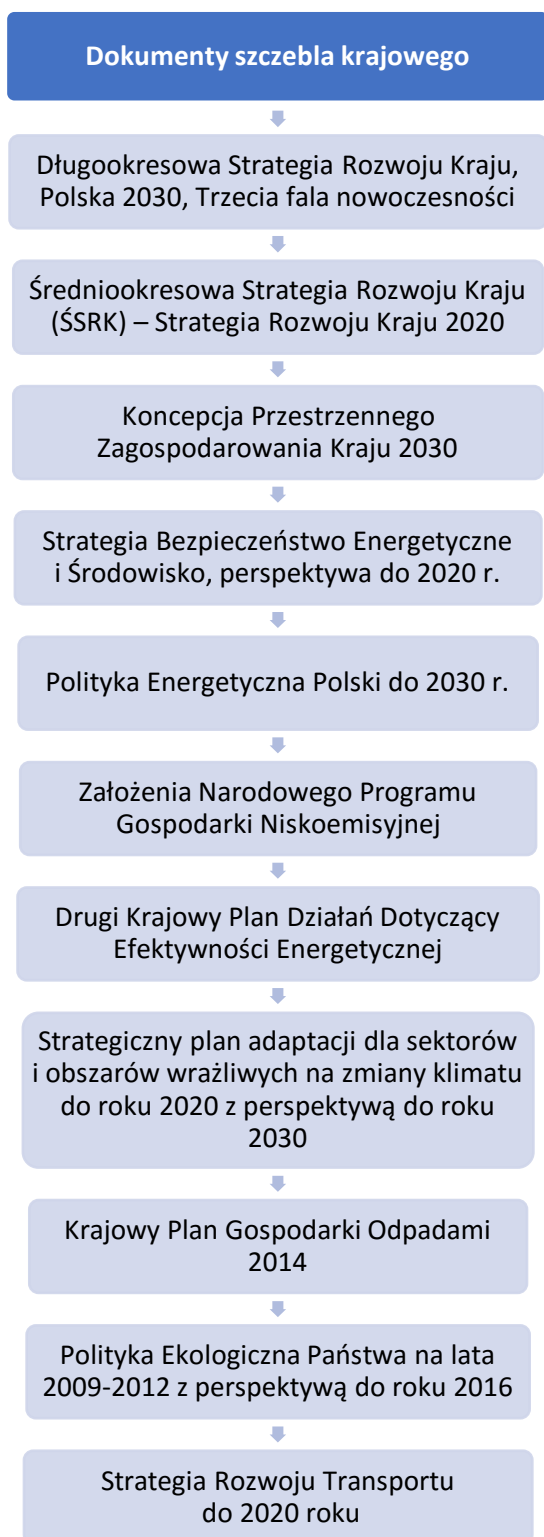 Dokumenty szczebla krajowego
Długookresowa Strategia Rozwoju Kraju,
Polska 2030, Trzecia fala nowoczesności
Średniookresowa Strategia Rozwoju Kraju
(ŚSRK) – Strategia Rozwoju Kraju 2020
Koncepcja Przestrzennego
Zagospodarowania Kraju 2030
Strategia Bezpieczeństwo Energetyczne
i Środowisko, perspektywa do 2020 r.
Polityka Energetyczna Polski do 2030 r.
Założenia Narodowego Programu
Gospodarki Niskoemisyjnej
Drugi Krajowy Plan Działań Dotyczący
Efektywności Energetycznej
Strategiczny plan adaptacji dla sektorów
i obszarów wrażliwych na zmiany klimatu
do roku 2020 z perspektywą do roku
2030
Krajowy Plan Gospodarki Odpadami
2014
Polityka Ekologiczna Państwa na lata
2009-2012 z perspektywą do roku 2016
Strategia Rozwoju Transportu
do 2020 roku